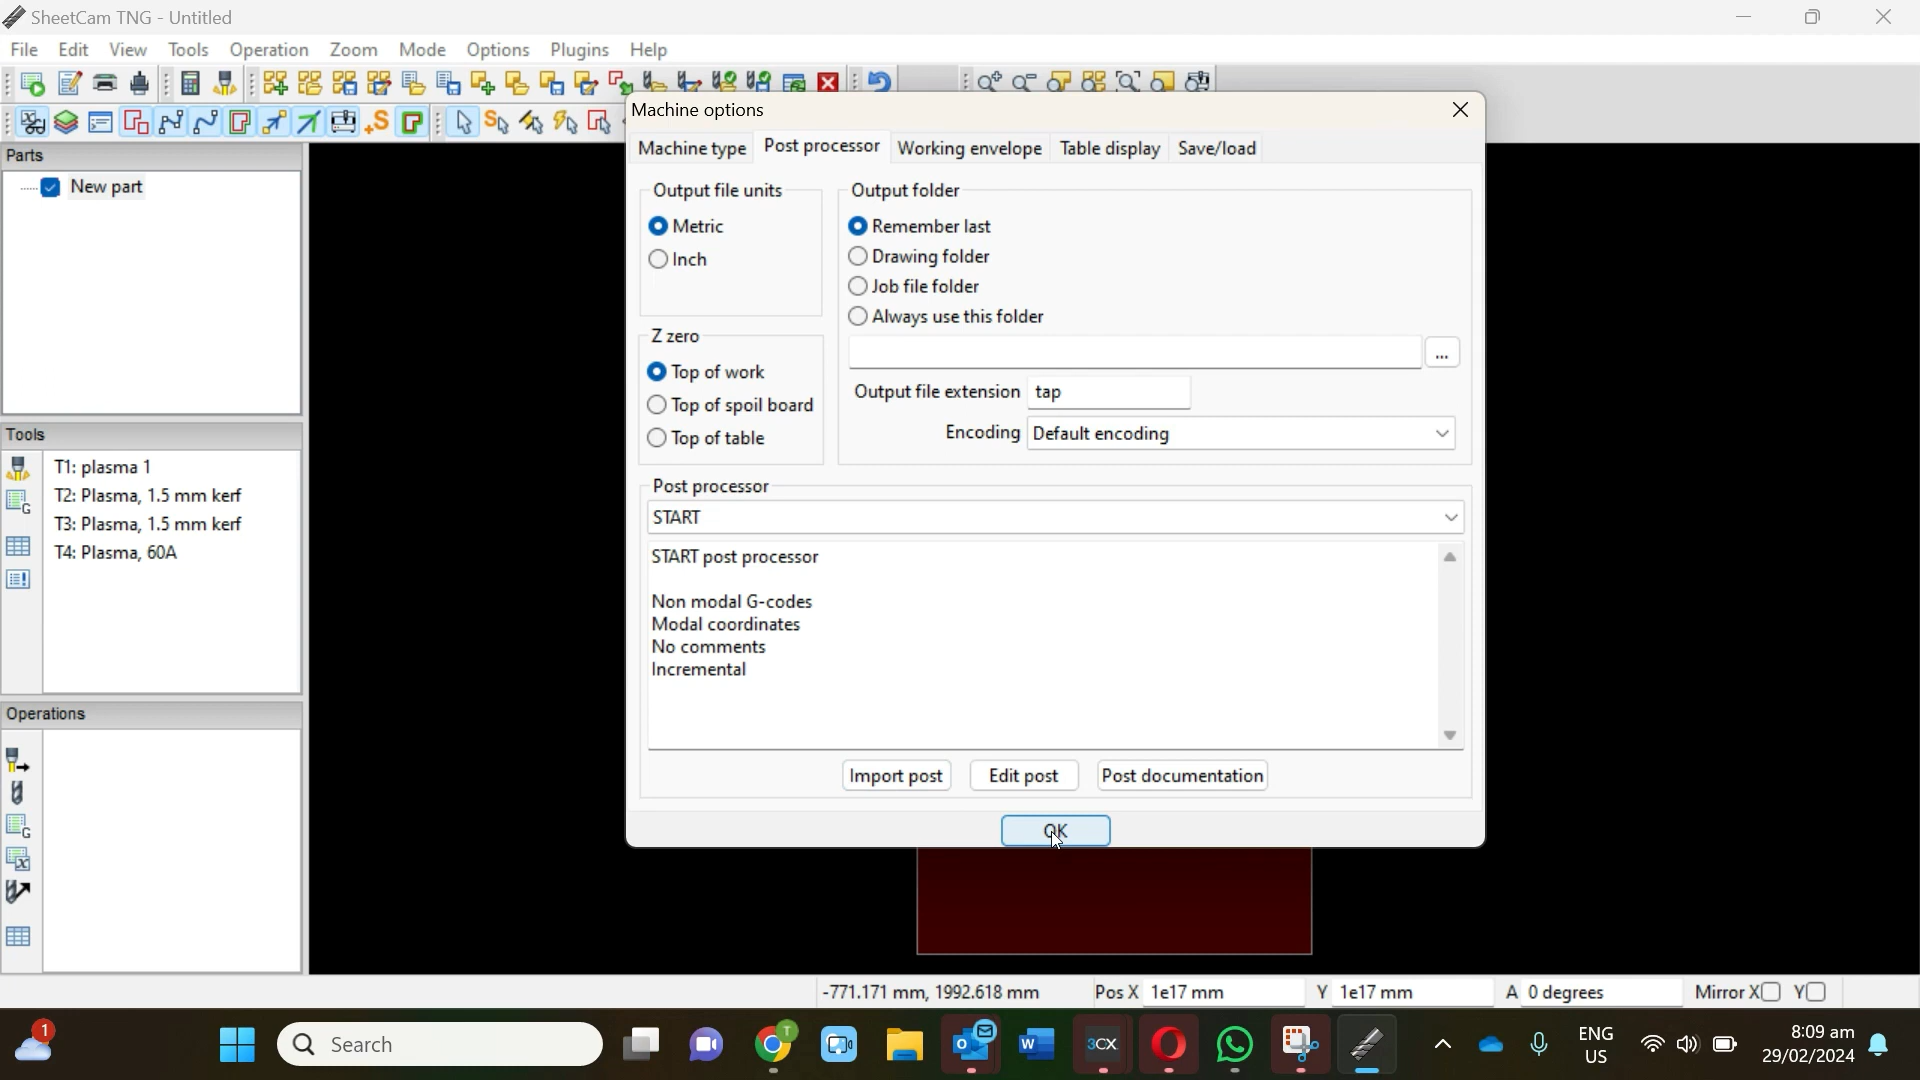 SheetCam TNG - Untitled
File Edit View Tools Operation Zoom Mode Options Plugins Help
Machine options
Machine type Post processor Working envelope Table display Save/load
Parts
New part
Output file units
Metric
Inch
Output folder
Remember last
Drawing folder
Job file folder
Always use this folder
...
Z zero
Top of work
Top of spoil board
Top of table
Output file extension tap
Encoding Default encoding
Tools
T1: plasma 1
T2: Plasma, 1.5 mm kerf
T3: Plasma, 1.5 mm kerf
T4: Plasma, 60A
Post processor
START
START post processor
Non modal G-codes
Modal coordinates
No comments
Incremental
Import post Edit post Post documentation
OK
Operations
-771.171 mm, 1992.618 mm Pos X 1e17 mm Y 1e17 mm A 0 degrees Mirror X Y
1
Search
T
3CX
ENG
US
8:09 am
29/02/2024